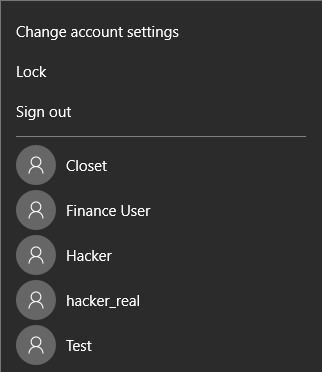 Change account settings
Lock
Sign out
Closet
Finance User
Hacker
hacker_real
Test